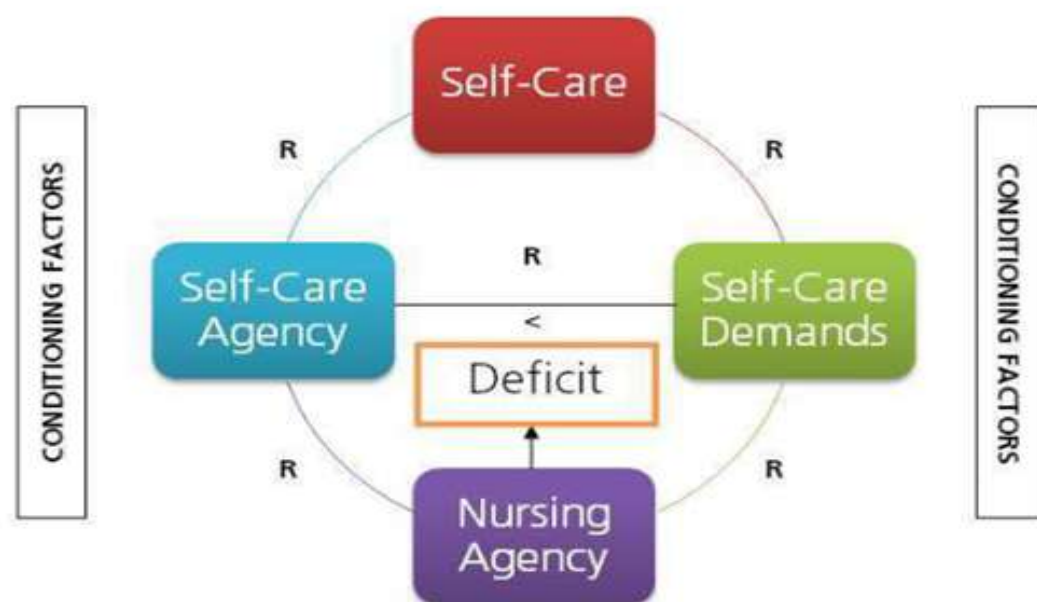 Self-Care
R
R
CONDITIONING FACTORS
CONDITIONING FACTORS
Self-Care
Agency
R
<
Self-Care
Demands
Deficit
R
R
Nursing
Agency